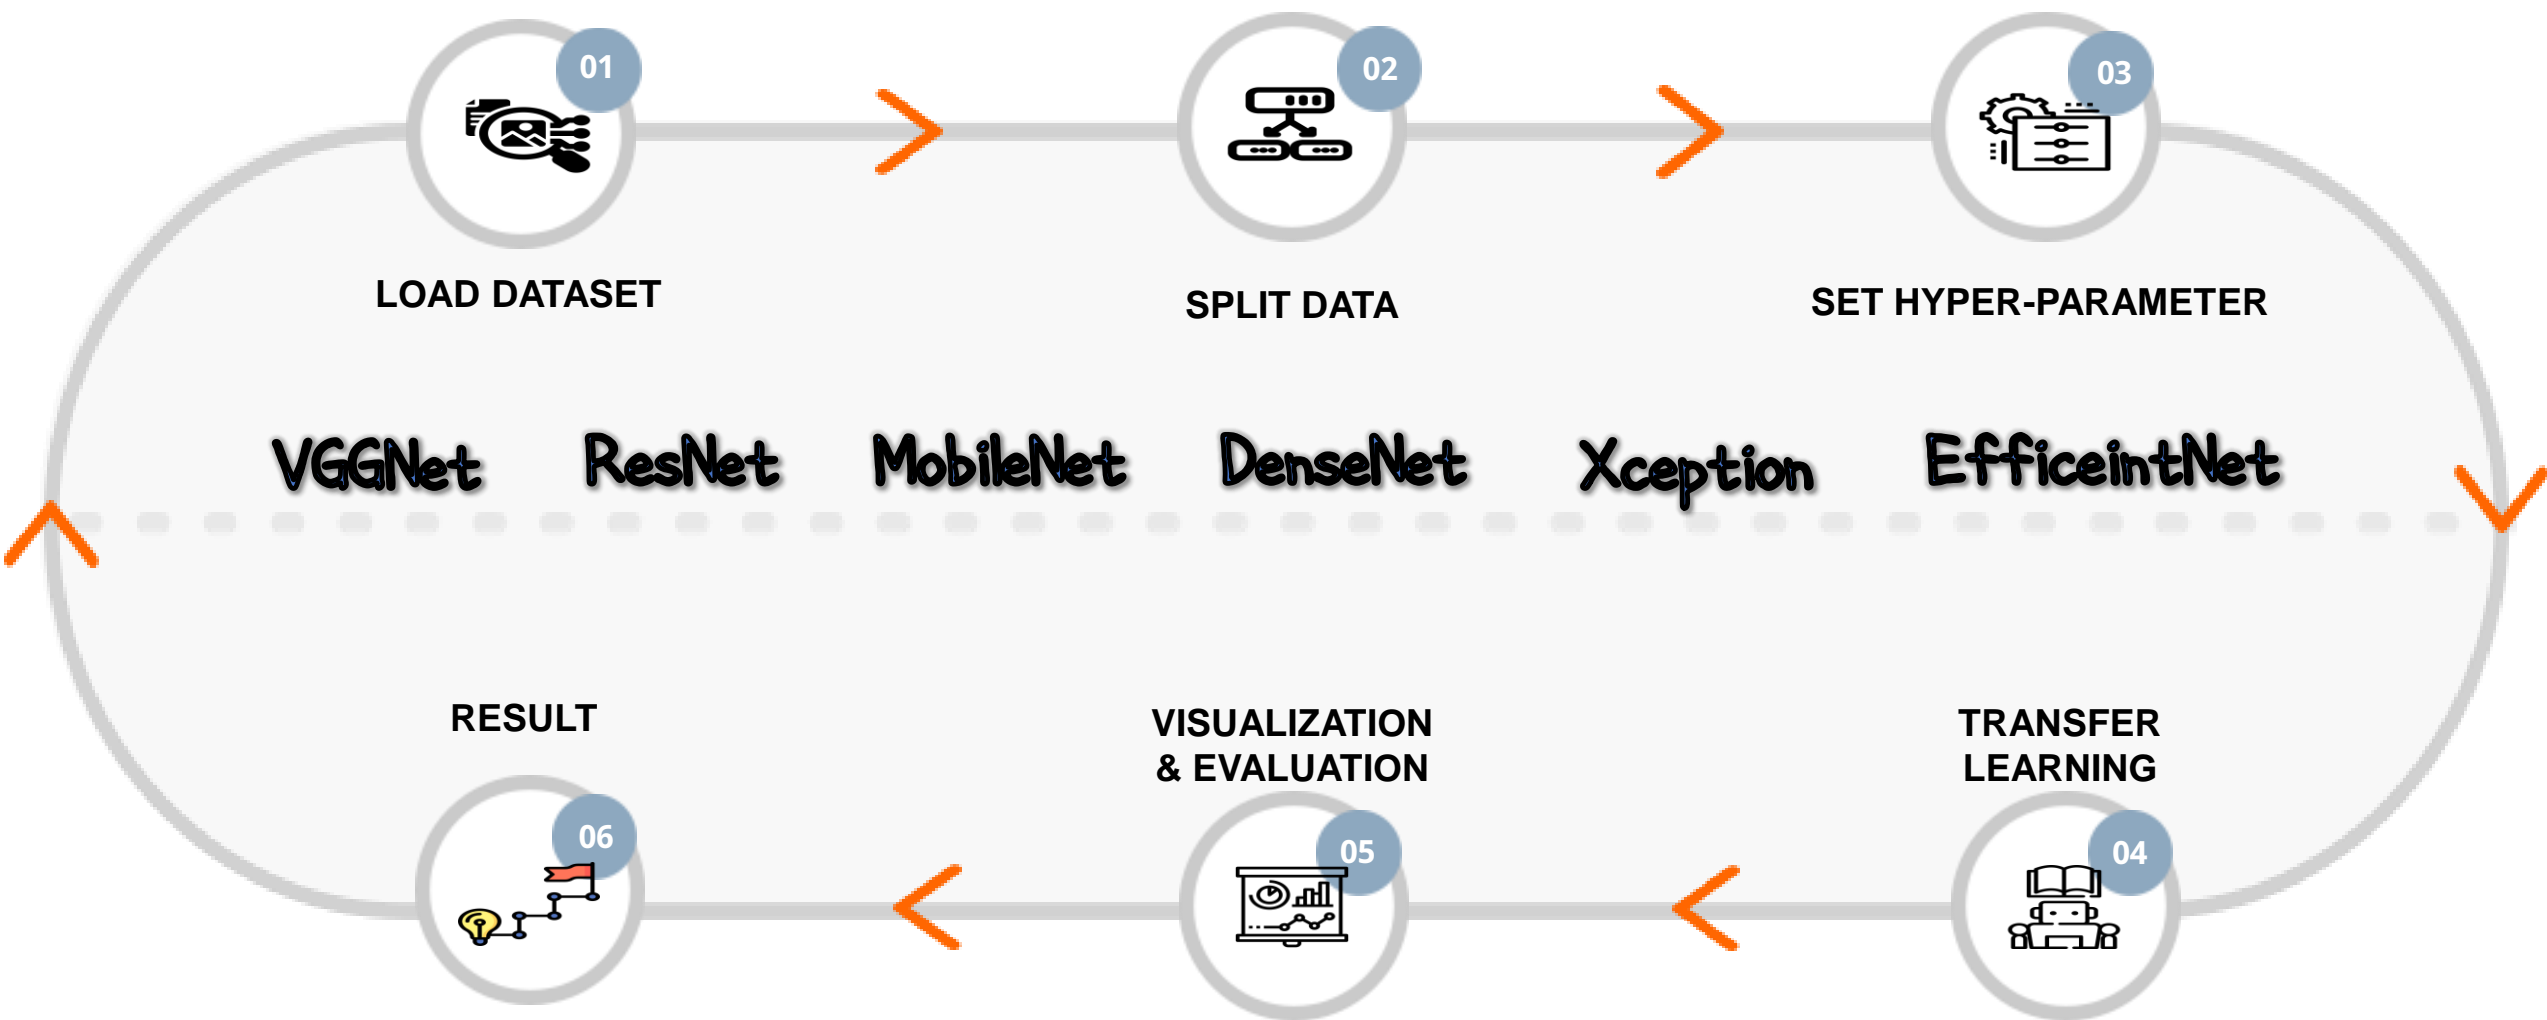 01
02
03
LOAD DATASET
SPLIT DATA
SET HYPER-PARAMETER
VGGNet ResNet MobileNet DenseNet Xception EfficeintNet
RESULT
VISUALIZATION
& EVALUATION
TRANSFER
LEARNING
06
05
04